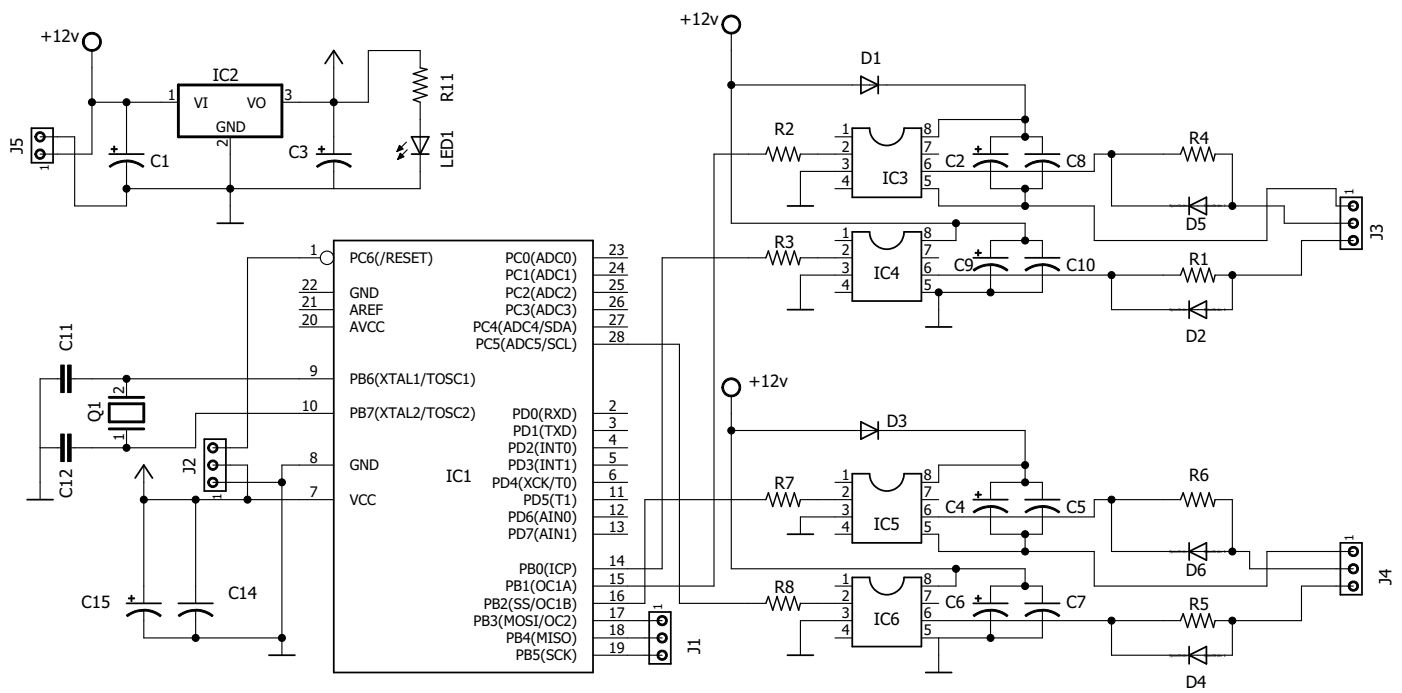 +12v
IC2
1
VI
VO
3
GND
2
J5
1
C1
C3
R11
LED1
+12v
D1
R2
1
2
3
4
8
7
6
5
IC3
C2
+
C8
R4
D5
1
J3
R3
1
2
3
4
8
7
6
5
IC4
C9
+
C10
R1
D2
1
PC6(/RESET)
22
GND
21
AREF
20
AVCC
9
PB6(XTAL1/TOSC1)
10
PB7(XTAL2/TOSC2)
8
GND
7
VCC
IC1
PC0(ADC0)
23
PC1(ADC1)
24
PC2(ADC2)
25
PC3(ADC3)
26
PC4(ADC4/SDA)
27
PC5(ADC5/SCL)
28
PD0(RXD)
2
PD1(TXD)
3
PD2(INT0)
4
PD3(INT1)
5
PD4(XCK/T0)
6
PD5(T1)
11
PD6(AIN0)
12
PD7(AIN1)
13
PB0(ICP)
14
PB1(OC1A)
15
PB2(SS/OC1B)
16
PB3(MOSI/OC2)
17
PB4(MISO)
18
PB5(SCK)
19
1
J1
C11
C12
Q1
2
1
J2
1
C15
+
C14
+12v
D3
R7
1
2
3
4
8
7
6
5
IC5
C4
+
C5
R6
D6
1
J4
R8
1
2
3
4
8
7
6
5
IC6
C6
+
C7
R5
D4